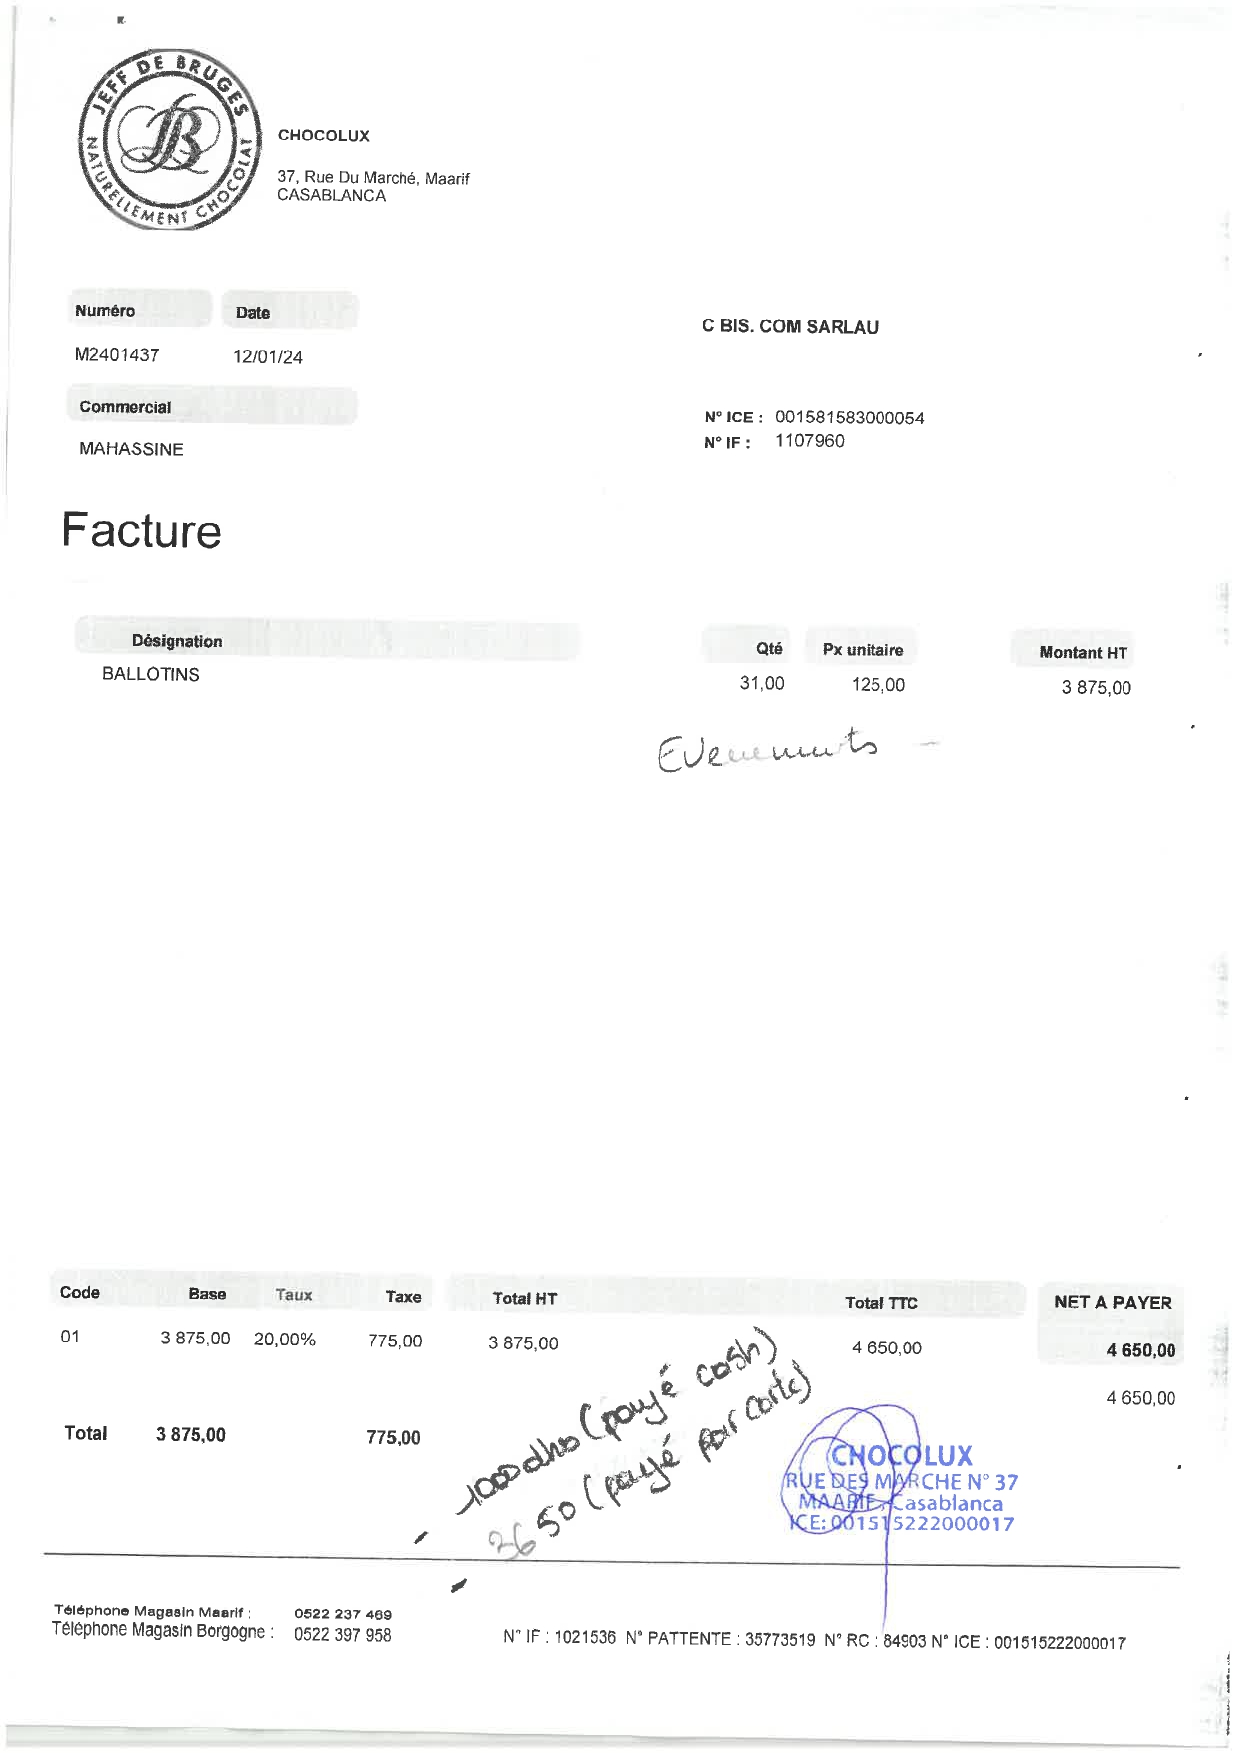 JEFF DE BRUGES
NATURELLEMENT CHOCOLAT
CHOCOLUX
37, Rue Du Marché, Maarif
CASABLANCA
Numéro Date
M2401437 12/01/24
Commercial
MAHASSINE
C BIS. COM SARLAU
N° ICE : 001581583000054
N° IF : 1107960
Facture
Désignation Qté Px unitaire Montant HT
BALLOTINS 31,00 125,00 3 875,00
Evenements -
Code Base Taux Taxe Total HT Total TTC NET A PAYER
01 3 875,00 20,00% 775,00 3 875,00 4 650,00 4 650,00
4 650,00
Total 3 875,00 775,00
- 1000 dhs (payé cash)
- 3650 (payé par carte)
CHOCOLUX
RUE DES MARCHE N° 37
MAARIF, Casablanca
ICE: 001515222000017
Téléphone Magasin Maarif : 0522 237 469
Téléphone Magasin Borgogne : 0522 397 958
N° IF : 1021536 N° PATTENTE : 35773519 N° RC : 84903 N° ICE : 001515222000017